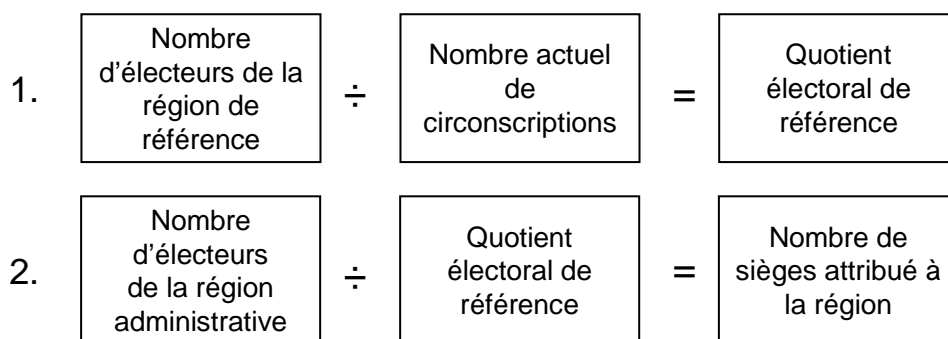 1.
Nombre
d'électeurs de la
région de
référence
÷
Nombre actuel
de
circonscriptions
=
Quotient
électoral de
référence
2.
Nombre
d'électeurs
de la région
administrative
÷
Quotient
électoral de
référence
=
Nombre de
sièges attribué à
la région